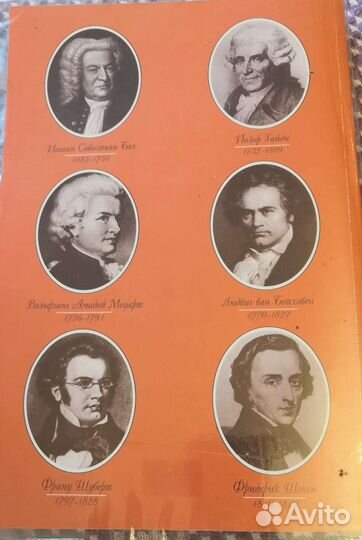 Иоганн Себастьян Бах
1685-1750
Йозеф Гайдн
1732-1809
Вольфганг Амадей Моцарт
1756-1791
Людвиг ван Бетховен
1770-1827
Франц Шуберт
1797-1828
Фридерик Шопен
Avito